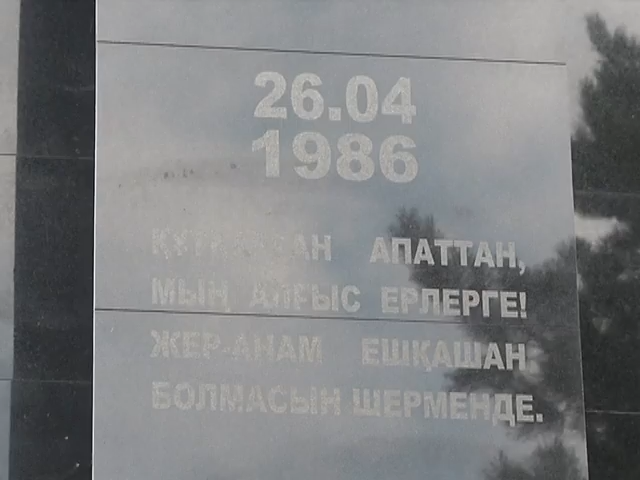 26.04
1986
АПАТТАН,
МЫҢ АЛҒЫС ЕРЛЕРГЕ!
ЖЕР-АНАМ ЕШҚАШАН
БОЛМАСЫН ШЕРМЕНДЕ.